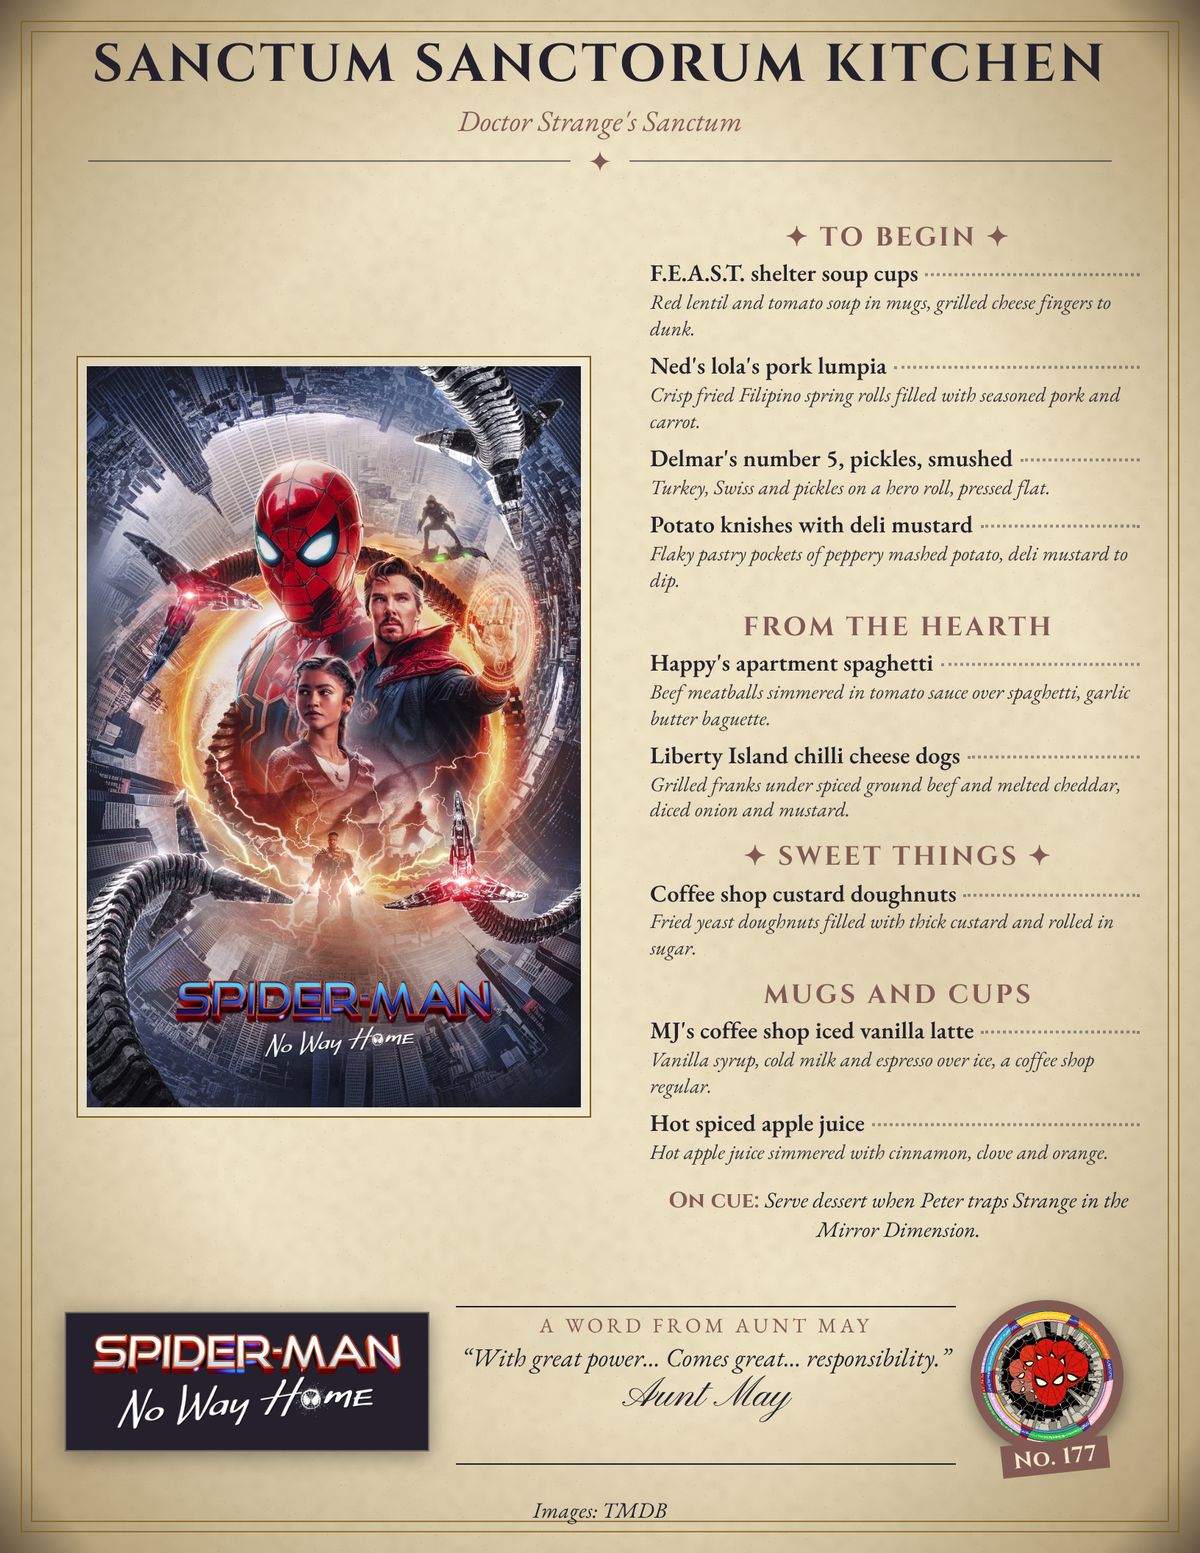 SANCTUM SANCTORUM KITCHEN
Doctor Strange's Sanctum
TO BEGIN
F.E.A.S.T. shelter soup cups
Red lentil and tomato soup in mugs, grilled cheese fingers to
dunk.
Ned's lola's pork lumpia
Crisp fried Filipino spring rolls filled with seasoned pork and
carrot.
Delmar's number 5, pickles, smushed
Turkey, Swiss and pickles on a hero roll, pressed flat.
Potato knishes with deli mustard
Flaky pastry pockets of peppery mashed potato, deli mustard to
dip.
FROM THE HEARTH
Happy's apartment spaghetti
Beef meatballs simmered in tomato sauce over spaghetti, garlic
butter baguette.
Liberty Island chilli cheese dogs
Grilled franks under spiced ground beef and melted cheddar,
diced onion and mustard.
SWEET THINGS
Coffee shop custard doughnuts
Fried yeast doughnuts filled with thick custard and rolled in
sugar.
MUGS AND CUPS
MJ's coffee shop iced vanilla latte
Vanilla syrup, cold milk and espresso over ice, a coffee shop
regular.
Hot spiced apple juice
Hot apple juice simmered with cinnamon, clove and orange.
On cue: Serve dessert when Peter traps Strange in the
Mirror Dimension.
SPIDER-MAN
No Way Home
SPIDER-MAN
No Way Home
A WORD FROM AUNT MAY
“With great power... Comes great... responsibility.”
Aunt May
No. 177
Images: TMDB